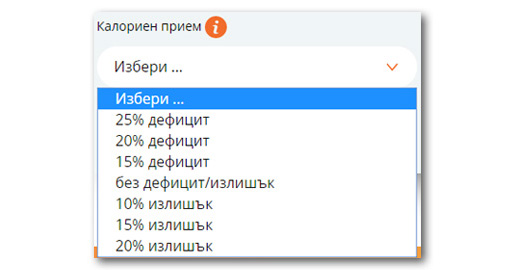 Калориен прием i
Избери ...
Избери ...
25% дефицит
20% дефицит
15% дефицит
без дефицит/излишък
10% излишък
15% излишък
20% излишък